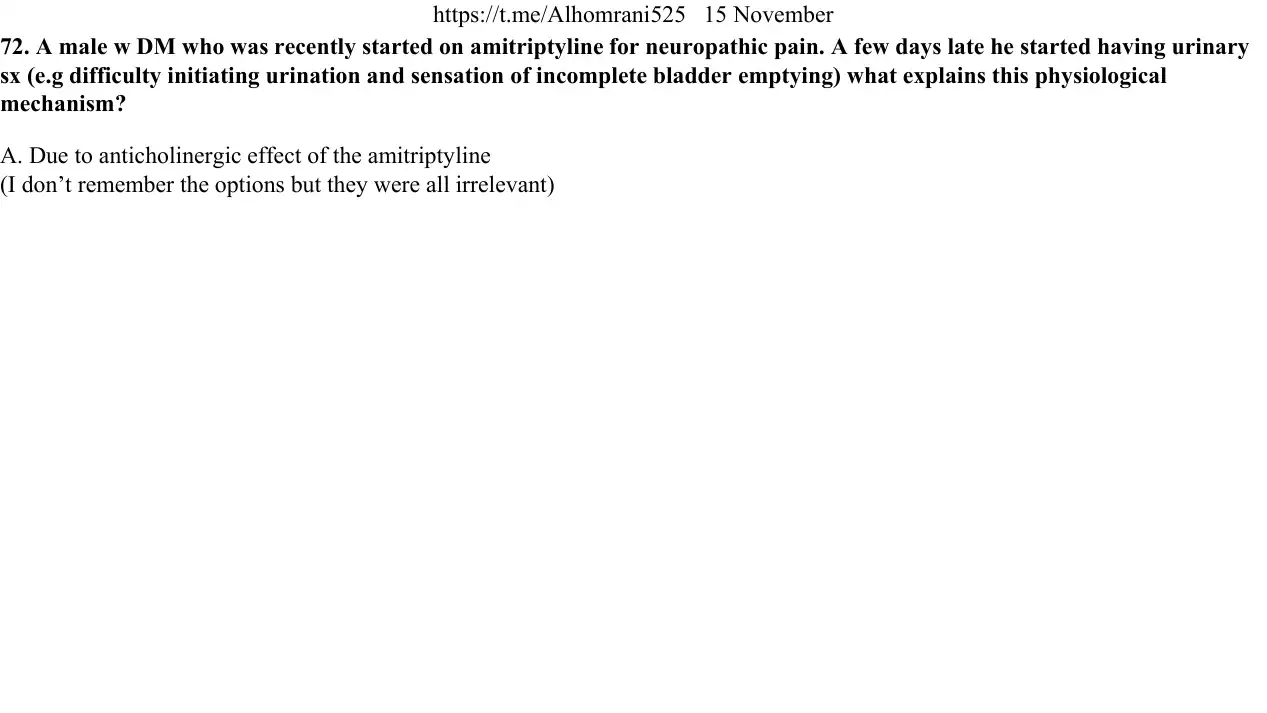 https://t.me/Alhomrani525 15 November
72. A male w DM who was recently started on amitriptyline for neuropathic pain. A few days late he started having urinary
sx (e.g difficulty initiating urination and sensation of incomplete bladder emptying) what explains this physiological
mechanism?
A. Due to anticholinergic effect of the amitriptyline
(I don’t remember the options but they were all irrelevant)